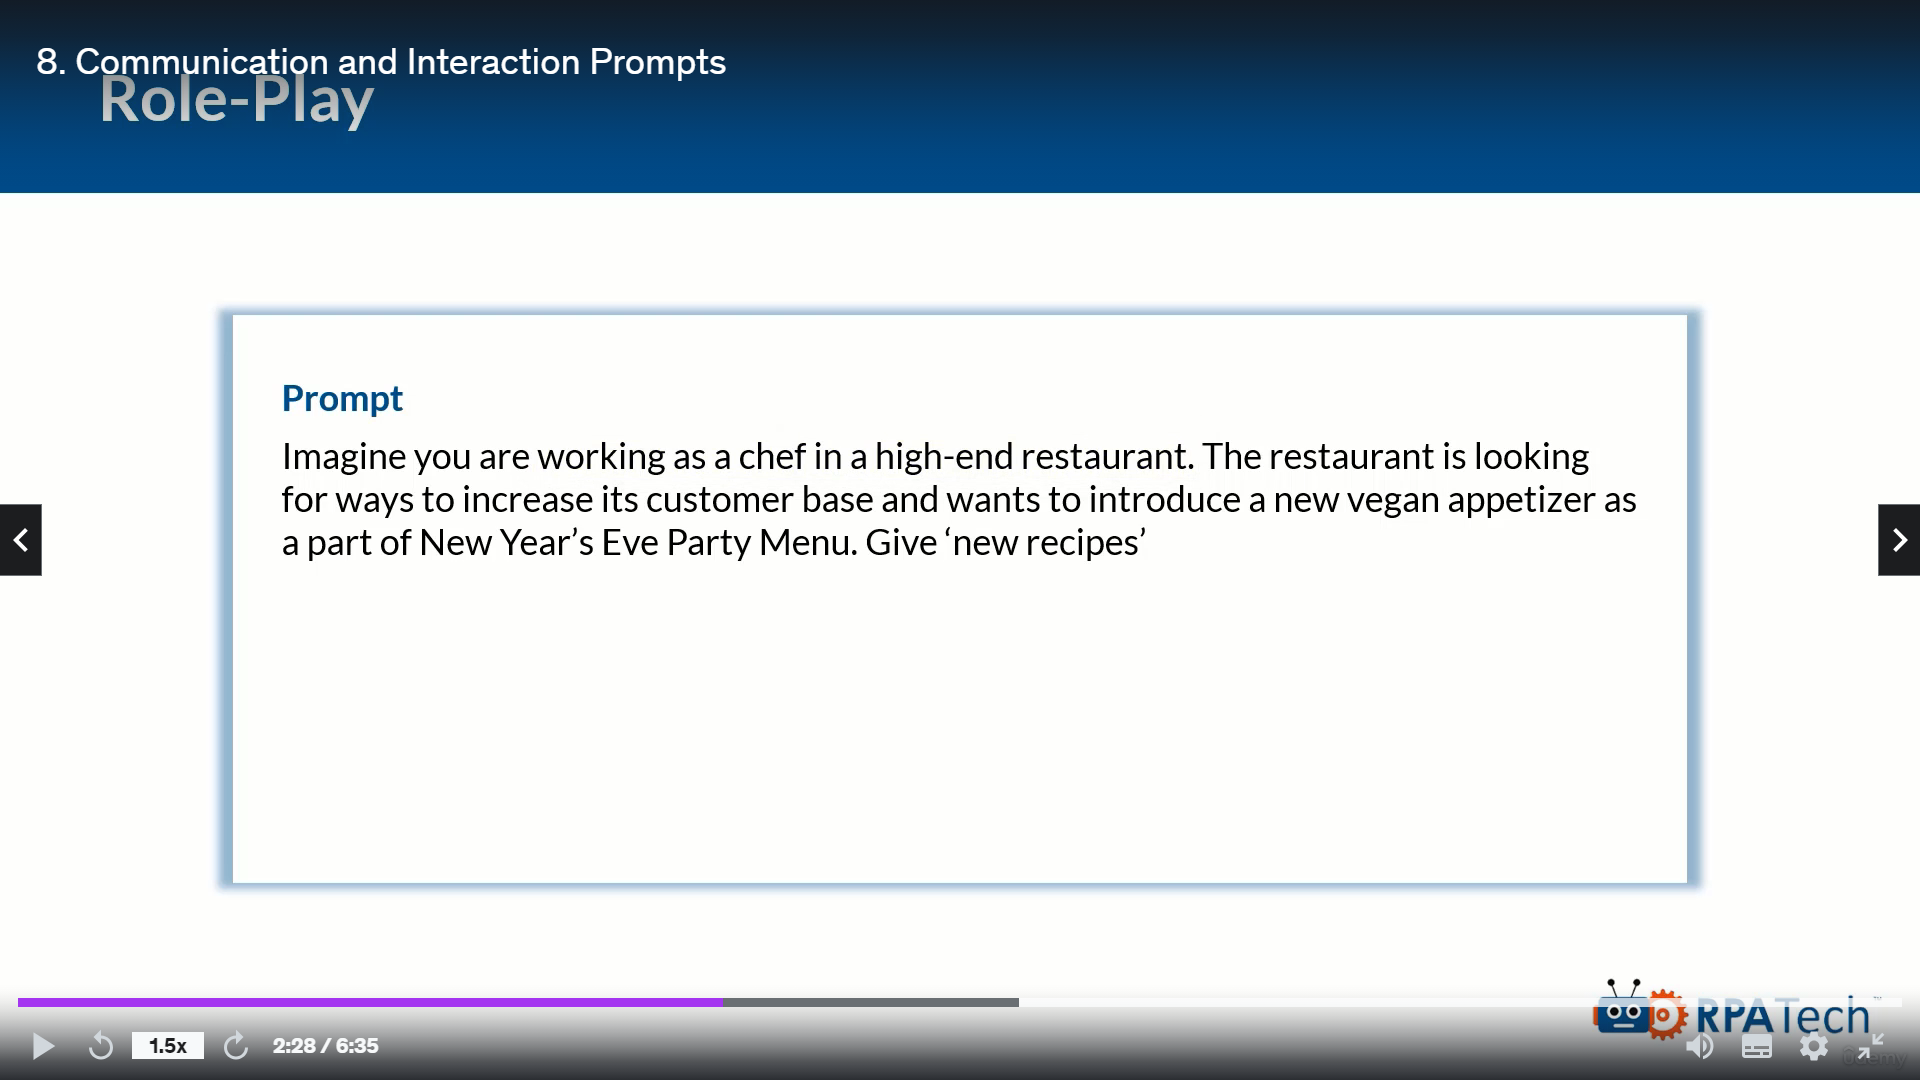 8. Communication and Interaction Prompts
Role-Play
Prompt
Imagine you are working as a chef in a high-end restaurant. The restaurant is looking
for ways to increase its customer base and wants to introduce a new vegan appetizer as
a part of New Year’s Eve Party Menu. Give ‘new recipes’
RPATech
1.5x
2:28 / 6:35
Udemy